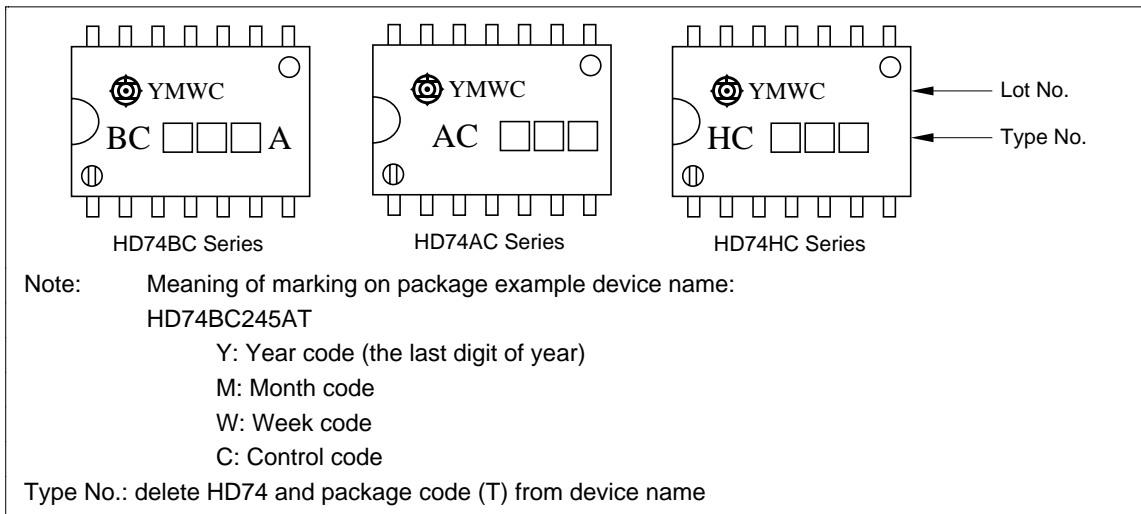 YMWC YMWC YMWC Lot No.
BC □□□ A AC □□□ HC □□□ Type No.
HD74BC Series HD74AC Series HD74HC Series
Note: Meaning of marking on package example device name:
HD74BC245AT
Y: Year code (the last digit of year)
M: Month code
W: Week code
C: Control code
Type No.: delete HD74 and package code (T) from device name